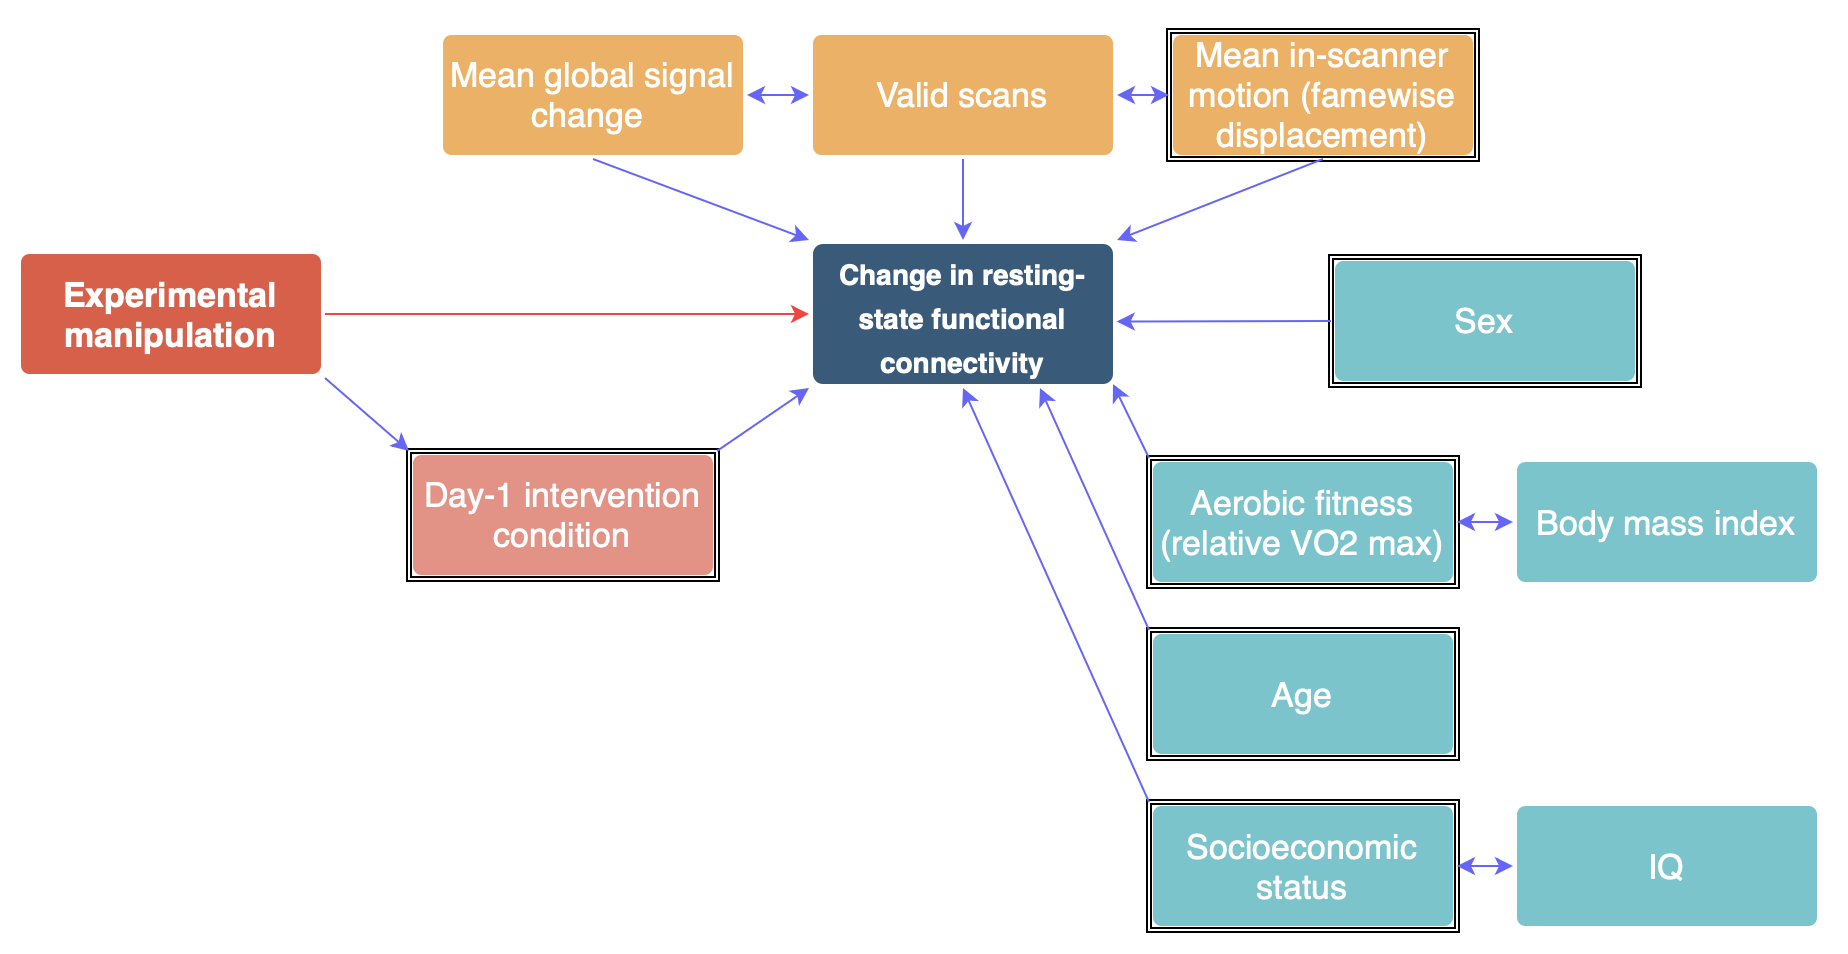 Mean global signal
change
Valid scans
Mean in-scanner
motion (famewise
displacement)
Experimental
manipulation
Change in resting-
state functional
connectivity
Sex
Day-1 intervention
condition
Aerobic fitness
(relative VO2 max)
Body mass index
Age
Socioeconomic
status
IQ